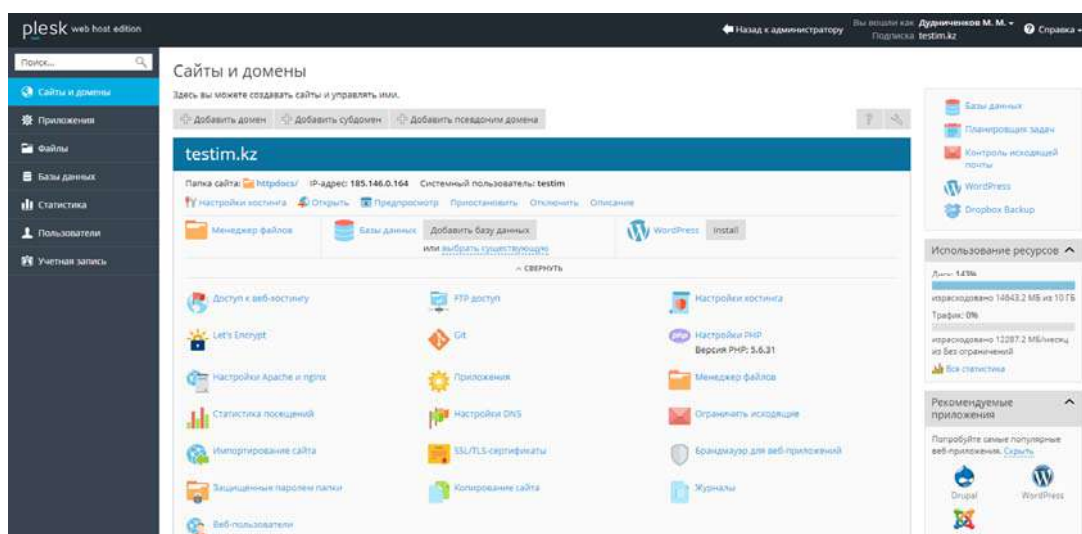 plesk web host edition
Назад к администратору
Вы вошли как Дудниченков М. М.
Подписка testim.kz
Справка
Поиск...
Сайты и домены
Приложения
Файлы
Базы данных
Статистика
Пользователи
Учетная запись
Сайты и домены
Здесь вы можете создавать сайты и управлять ими.
Добавить домен Добавить субдомен Добавить псевдоним домена
testim.kz
Папка сайта: httpdocs/ IP-адрес: 185.146.0.164 Системный пользователь: testim
Настройки хостинга Открыть Предпросмотр Приостановить Отключить Описание
Менеджер файлов Базы данных Добавить базу данных WordPress Install
или выбрать существующую
СВЕРНУТЬ
Доступ к веб-хостингу FTP доступ Настройки хостинга
Let's Encrypt Git Настройки PHP
Версия PHP: 5.6.31
Настройки Apache и nginx Приложения Менеджер файлов
Статистика посещений Настройки DNS Ограничить исходящие
Импортирование сайта SSL/TLS-сертификаты Брандмауэр для веб-приложений
Защищенные паролем папки Копирование сайта Журналы
Веб-пользователи
Базы данных
Планировщик задач
Контроль исходящей
почты
WordPress
Dropbox Backup
Использование ресурсов
Диск: 143%
израсходовано 14643.2 МБ из 10 ГБ
Трафик: 0%
израсходовано 12287.2 МБ/месяц
из Без ограничений
Вся статистика
Рекомендуемые
приложения
Попробуйте самые популярные
веб-приложения. Скрыть
Drupal WordPress